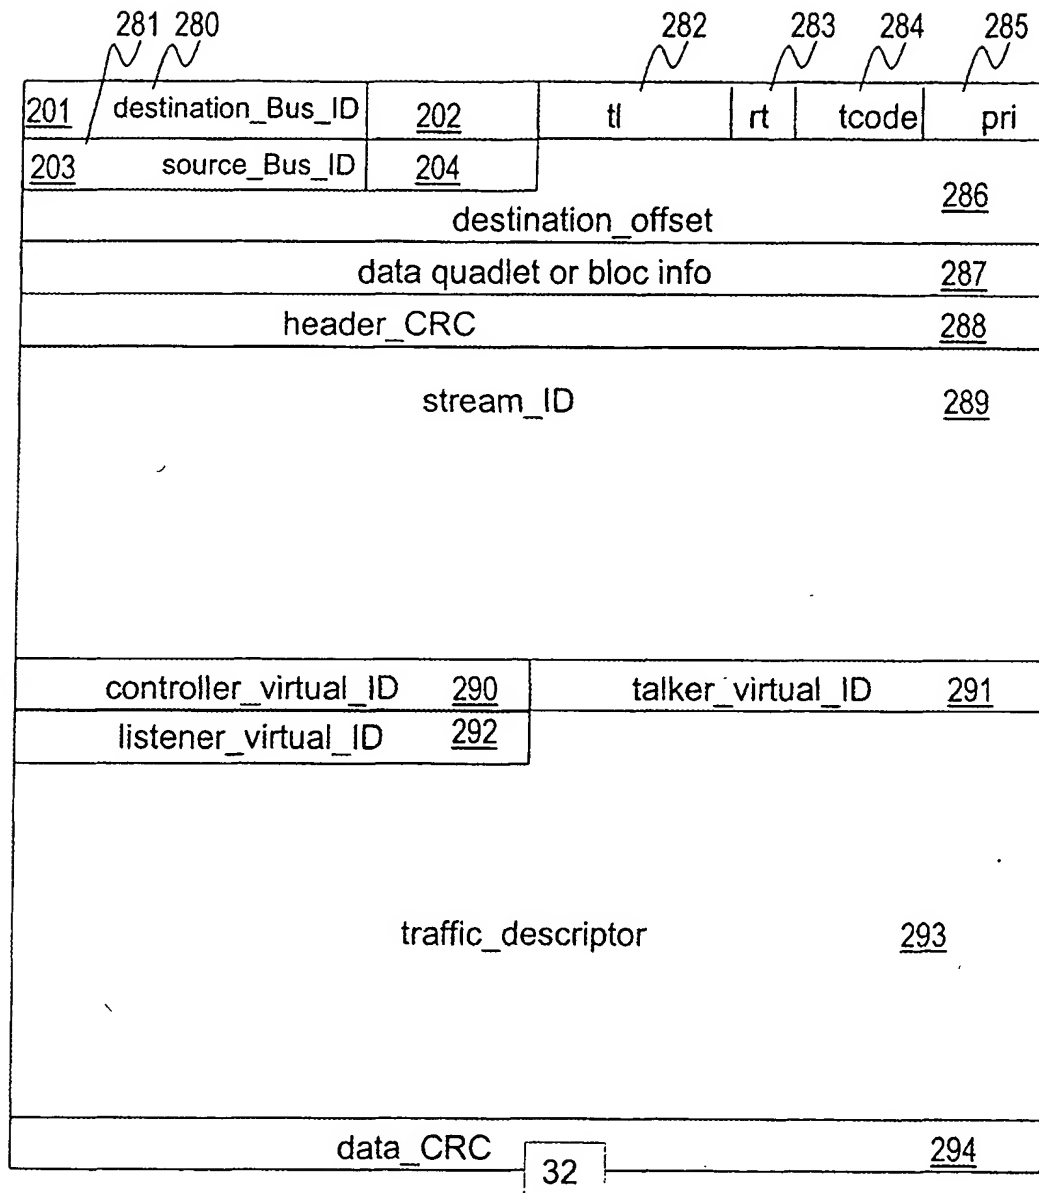 281 280 282 283 284 285
201 destination_Bus_ID 202 tl rt tcode pri
203 source_Bus_ID 204
286
destination_offset
data quadlet or bloc info 287
header_CRC 288
stream_ID 289
controller_virtual_ID 290 talker_virtual_ID 291
listener_virtual_ID 292
traffic_descriptor 293
data_CRC 294
32